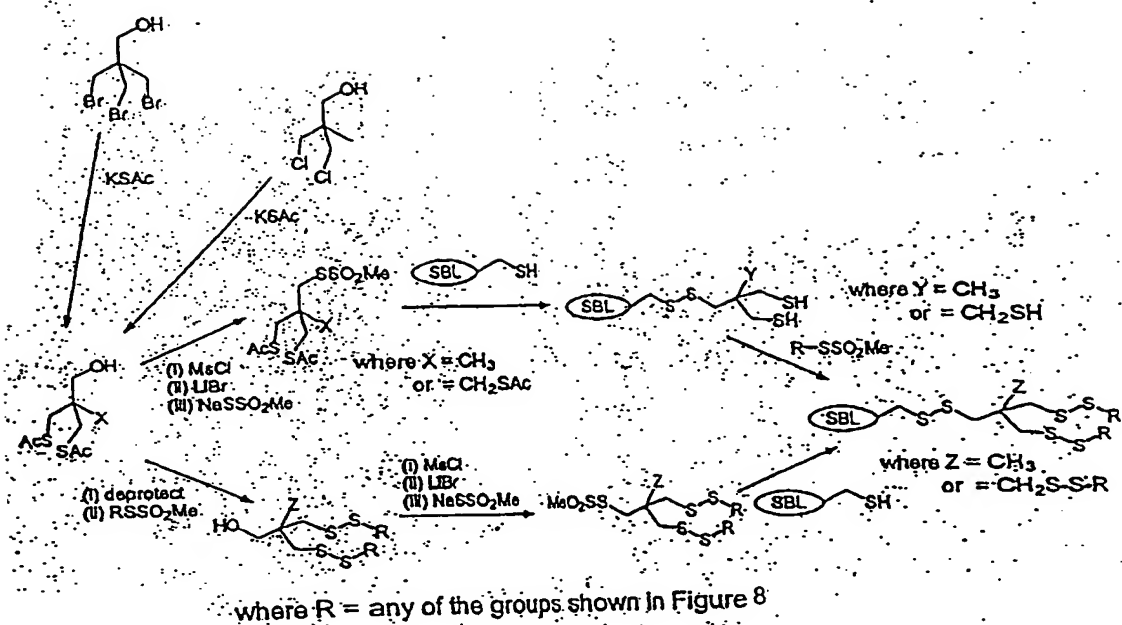 OH
Br
Br
Br
KSAc
OH
Cl
Cl
KSAc
SSO2Me
AcS
SAc
X
where X = CH3
or = CH2SAc
SBL
SH
SBL
S
S
Y
SH
SH
where Y = CH3
or = CH2SH
R-SSO2Me
OH
AcS
SAc
X
(i) MsCl
(ii) LiBr
(iii) NaSSO2Me
(i) deprotect
(ii) RSSO2Me
HO
Z
S
S
R
S
S
R
(i) MsCl
(ii) LiBr
(iii) NaSSO2Me
MeO2SS
Z
S
S
R
S
S
R
SBL
SH
SBL
S
S
Z
S
S
R
S
S
R
where Z = CH3
or = CH2S-S-R
where R = any of the groups shown in Figure 8